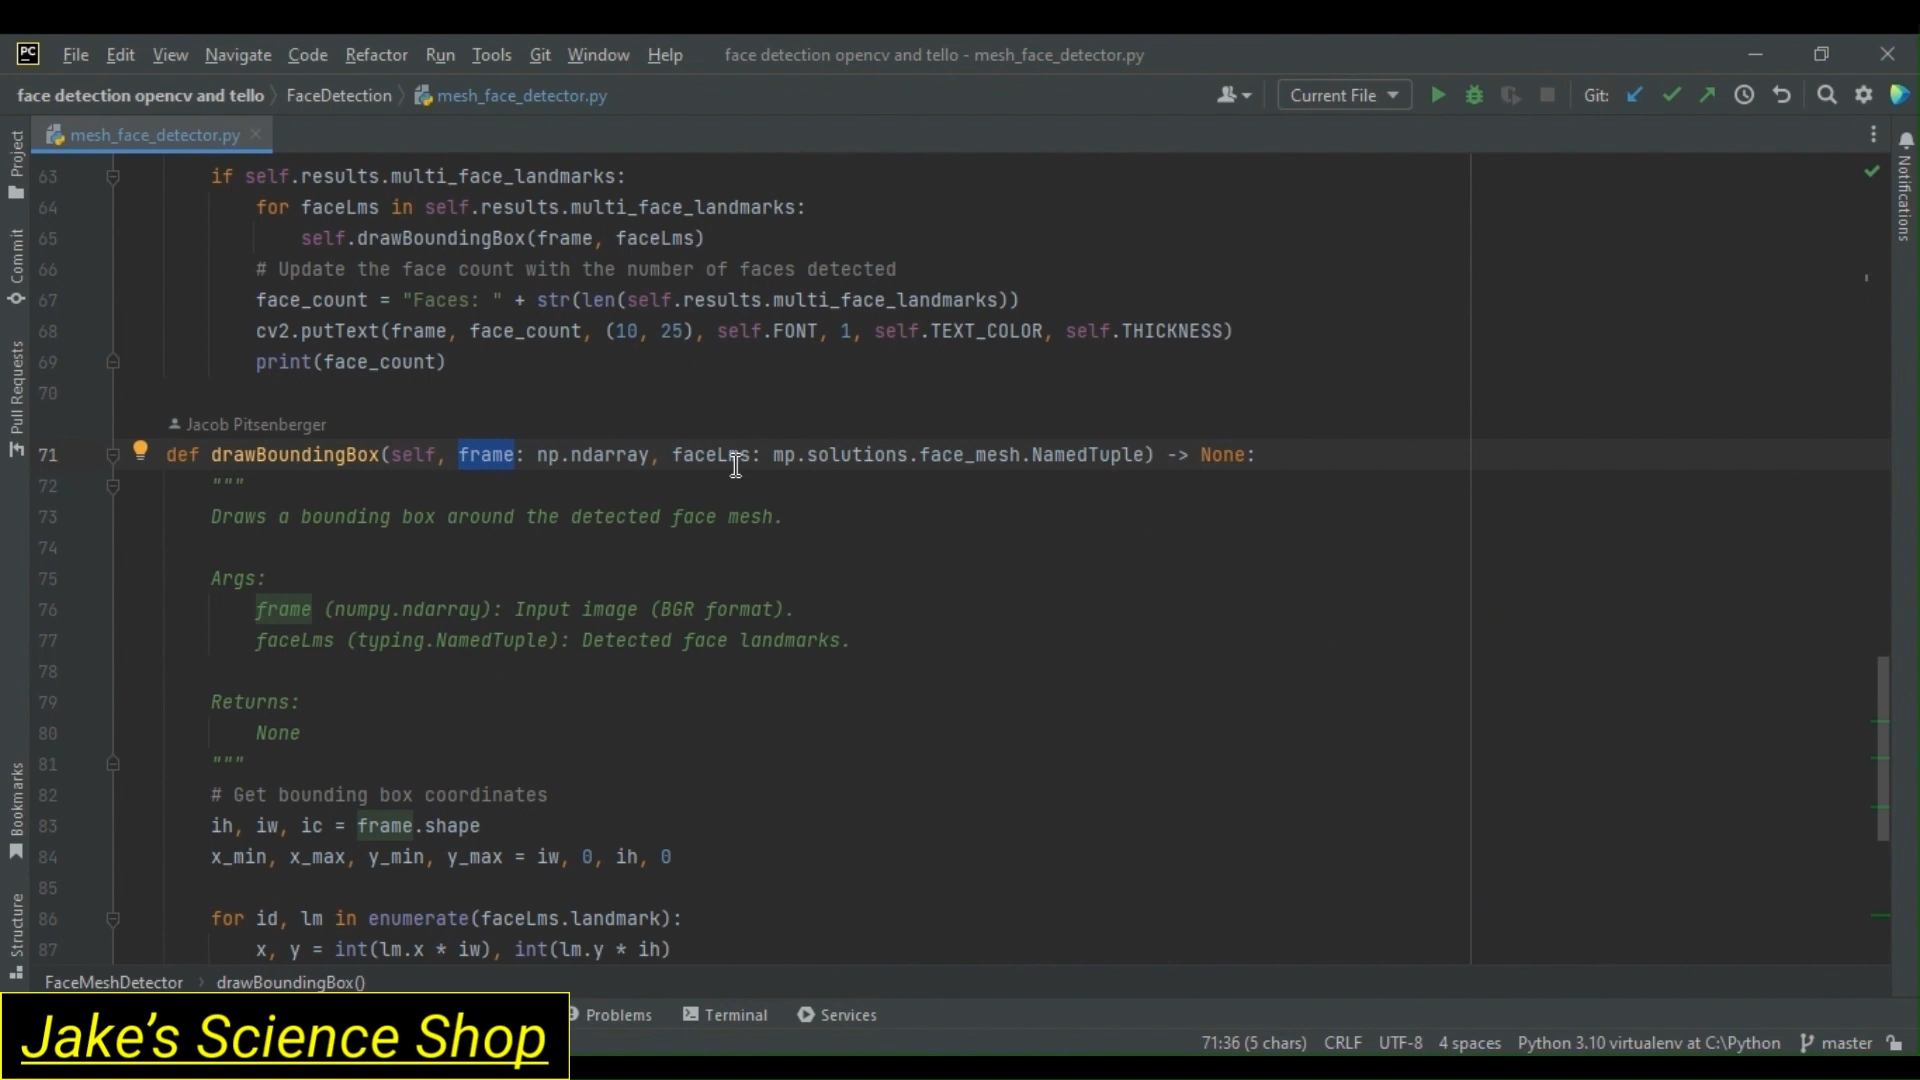 PC File Edit View Navigate Code Refactor Run Tools Git Window Help face detection opencv and tello - mesh_face_detector.py
face detection opencv and tello FaceDetection mesh_face_detector.py Current File Git:
mesh_face_detector.py
Project
Commit
Pull Requests
Bookmarks
Structure
Notifications
63 if self.results.multi_face_landmarks:
64 for faceLms in self.results.multi_face_landmarks:
65 self.drawBoundingBox(frame, faceLms)
66 # Update the face count with the number of faces detected
67 face_count = "Faces: " + str(len(self.results.multi_face_landmarks))
68 cv2.putText(frame, face_count, (10, 25), self.FONT, 1, self.TEXT_COLOR, self.THICKNESS)
69 print(face_count)
70
Jacob Pitsenberger
71 def drawBoundingBox(self, frame: np.ndarray, faceLms: mp.solutions.face_mesh.NamedTuple) -> None:
72 """
73 Draws a bounding box around the detected face mesh.
74
75 Args:
76 frame (numpy.ndarray): Input image (BGR format).
77 faceLms (typing.NamedTuple): Detected face landmarks.
78
79 Returns:
80 None
81 """
82 # Get bounding box coordinates
83 ih, iw, ic = frame.shape
84 x_min, x_max, y_min, y_max = iw, 0, ih, 0
85
86 for id, lm in enumerate(faceLms.landmark):
87 x, y = int(lm.x * iw), int(lm.y * ih)
FaceMeshDetector drawBoundingBox()
Problems Terminal Services
Jake's Science Shop
71:36 (5 chars) CRLF UTF-8 4 spaces Python 3.10 virtualenv at C:\Python master